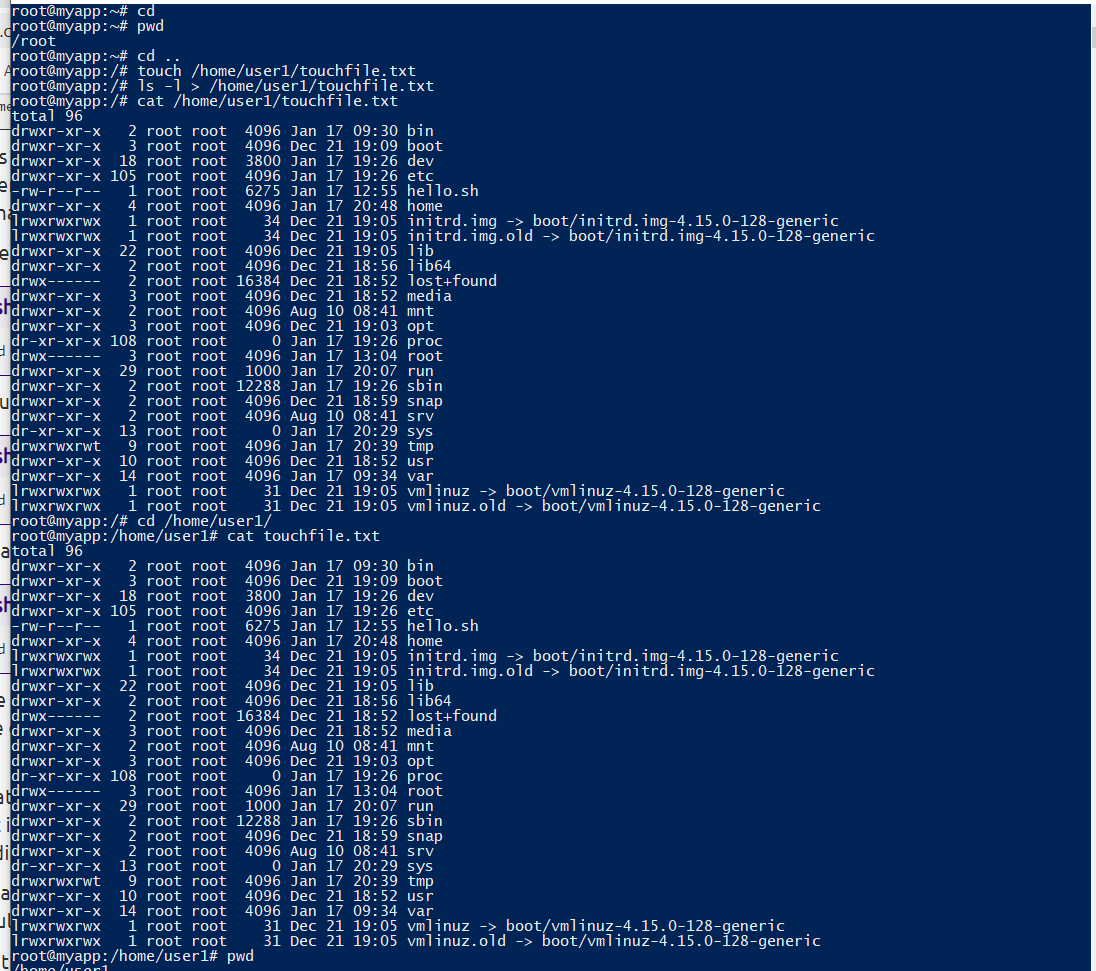 root@myapp:~# cd
root@myapp:~# pwd
/root
root@myapp:~# cd ..
root@myapp:/# touch /home/user1/touchfile.txt
root@myapp:/# ls -l > /home/user1/touchfile.txt
root@myapp:/# cat /home/user1/touchfile.txt
total 96
drwxr-xr-x   2 root root  4096 Jan 17 09:30 bin
drwxr-xr-x   3 root root  4096 Dec 21 19:09 boot
drwxr-xr-x  18 root root  3800 Jan 17 19:26 dev
drwxr-xr-x 105 root root  4096 Jan 17 19:26 etc
-rw-r--r--   1 root root  6275 Jan 17 12:55 hello.sh
drwxr-xr-x   4 root root  4096 Jan 17 20:48 home
lrwxrwxrwx   1 root root    34 Dec 21 19:05 initrd.img -> boot/initrd.img-4.15.0-128-generic
lrwxrwxrwx   1 root root    34 Dec 21 19:05 initrd.img.old -> boot/initrd.img-4.15.0-128-generic
drwxr-xr-x  22 root root  4096 Dec 21 19:05 lib
drwxr-xr-x   2 root root  4096 Dec 21 18:56 lib64
drwx------   2 root root 16384 Dec 21 18:52 lost+found
drwxr-xr-x   3 root root  4096 Dec 21 18:52 media
drwxr-xr-x   2 root root  4096 Aug 10 08:41 mnt
drwxr-xr-x   3 root root  4096 Dec 21 19:03 opt
dr-xr-xr-x 108 root root     0 Jan 17 19:26 proc
drwx------   3 root root  4096 Jan 17 13:04 root
drwxr-xr-x  29 root root  1000 Jan 17 20:07 run
drwxr-xr-x   2 root root 12288 Jan 17 19:26 sbin
drwxr-xr-x   2 root root  4096 Dec 21 18:59 snap
drwxr-xr-x   2 root root  4096 Aug 10 08:41 srv
dr-xr-xr-x  13 root root     0 Jan 17 20:29 sys
drwxrwxrwt   9 root root  4096 Jan 17 20:39 tmp
drwxr-xr-x  10 root root  4096 Dec 21 18:52 usr
drwxr-xr-x  14 root root  4096 Jan 17 09:34 var
lrwxrwxrwx   1 root root    31 Dec 21 19:05 vmlinuz -> boot/vmlinuz-4.15.0-128-generic
lrwxrwxrwx   1 root root    31 Dec 21 19:05 vmlinuz.old -> boot/vmlinuz-4.15.0-128-generic
root@myapp:/# cd /home/user1/
root@myapp:/home/user1# cat touchfile.txt
total 96
drwxr-xr-x   2 root root  4096 Jan 17 09:30 bin
drwxr-xr-x   3 root root  4096 Dec 21 19:09 boot
drwxr-xr-x  18 root root  3800 Jan 17 19:26 dev
drwxr-xr-x 105 root root  4096 Jan 17 19:26 etc
-rw-r--r--   1 root root  6275 Jan 17 12:55 hello.sh
drwxr-xr-x   4 root root  4096 Jan 17 20:48 home
lrwxrwxrwx   1 root root    34 Dec 21 19:05 initrd.img -> boot/initrd.img-4.15.0-128-generic
lrwxrwxrwx   1 root root    34 Dec 21 19:05 initrd.img.old -> boot/initrd.img-4.15.0-128-generic
drwxr-xr-x  22 root root  4096 Dec 21 19:05 lib
drwxr-xr-x   2 root root  4096 Dec 21 18:56 lib64
drwx------   2 root root 16384 Dec 21 18:52 lost+found
drwxr-xr-x   3 root root  4096 Dec 21 18:52 media
drwxr-xr-x   2 root root  4096 Aug 10 08:41 mnt
drwxr-xr-x   3 root root  4096 Dec 21 19:03 opt
dr-xr-xr-x 108 root root     0 Jan 17 19:26 proc
drwx------   3 root root  4096 Jan 17 13:04 root
drwxr-xr-x  29 root root  1000 Jan 17 20:07 run
drwxr-xr-x   2 root root 12288 Jan 17 19:26 sbin
drwxr-xr-x   2 root root  4096 Dec 21 18:59 snap
drwxr-xr-x   2 root root  4096 Aug 10 08:41 srv
dr-xr-xr-x  13 root root     0 Jan 17 20:29 sys
drwxrwxrwt   9 root root  4096 Jan 17 20:39 tmp
drwxr-xr-x  10 root root  4096 Dec 21 18:52 usr
drwxr-xr-x  14 root root  4096 Jan 17 09:34 var
lrwxrwxrwx   1 root root    31 Dec 21 19:05 vmlinuz -> boot/vmlinuz-4.15.0-128-generic
lrwxrwxrwx   1 root root    31 Dec 21 19:05 vmlinuz.old -> boot/vmlinuz-4.15.0-128-generic
root@myapp:/home/user1# pwd
/home/user1